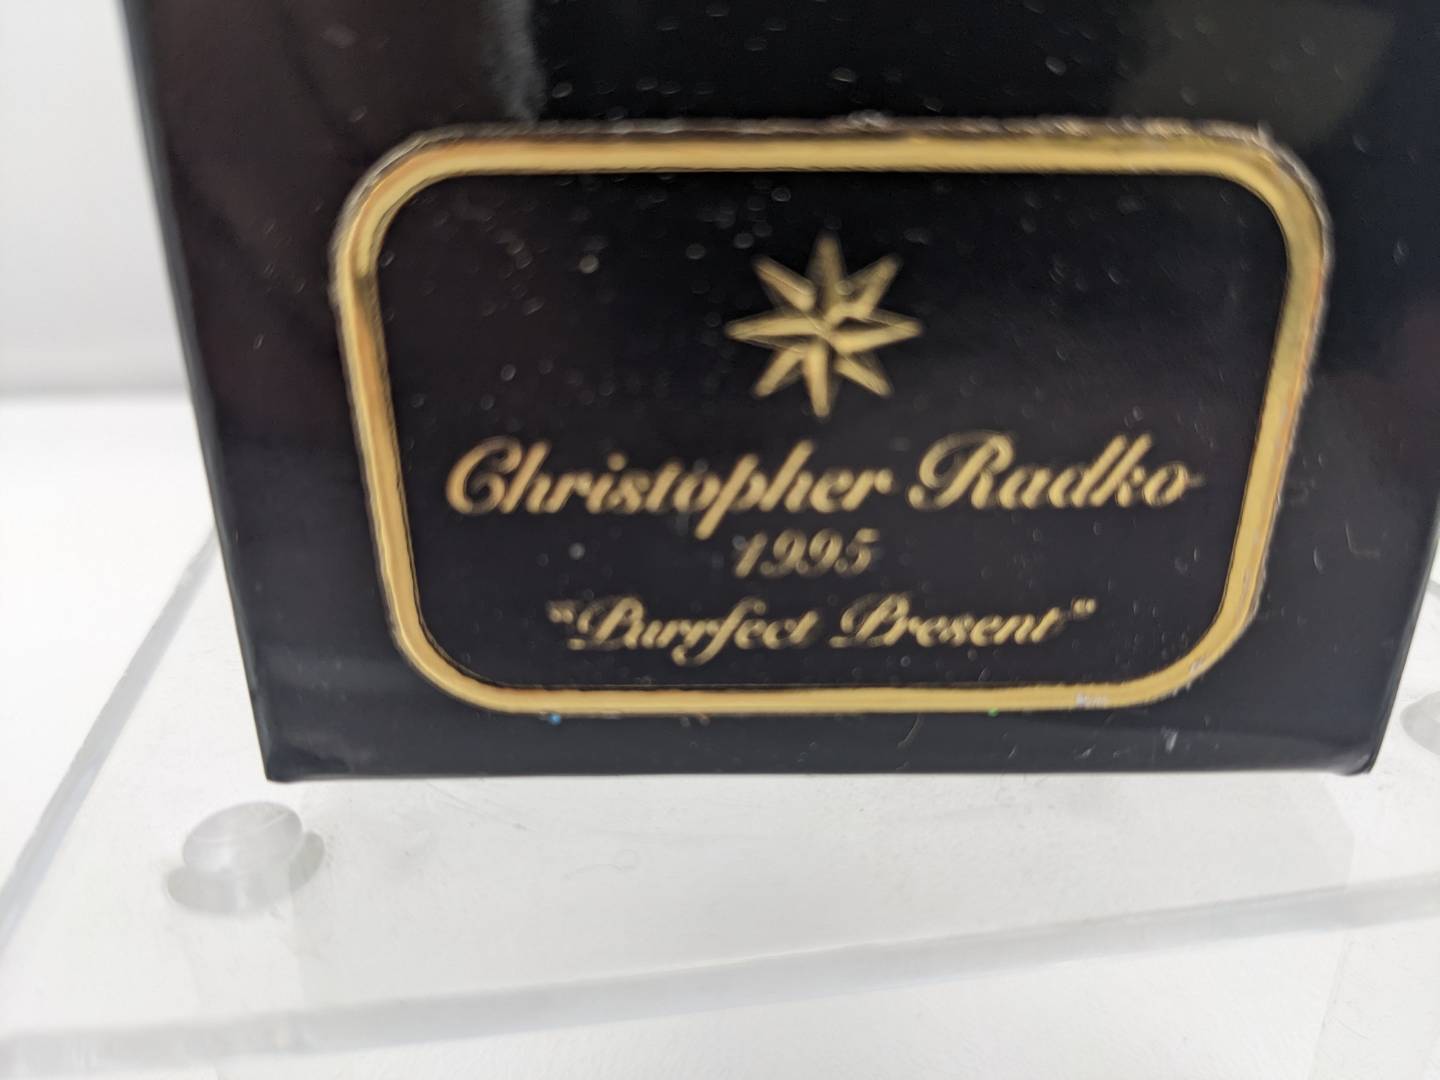 Christopher Radko
1995
"Purrfect Present"